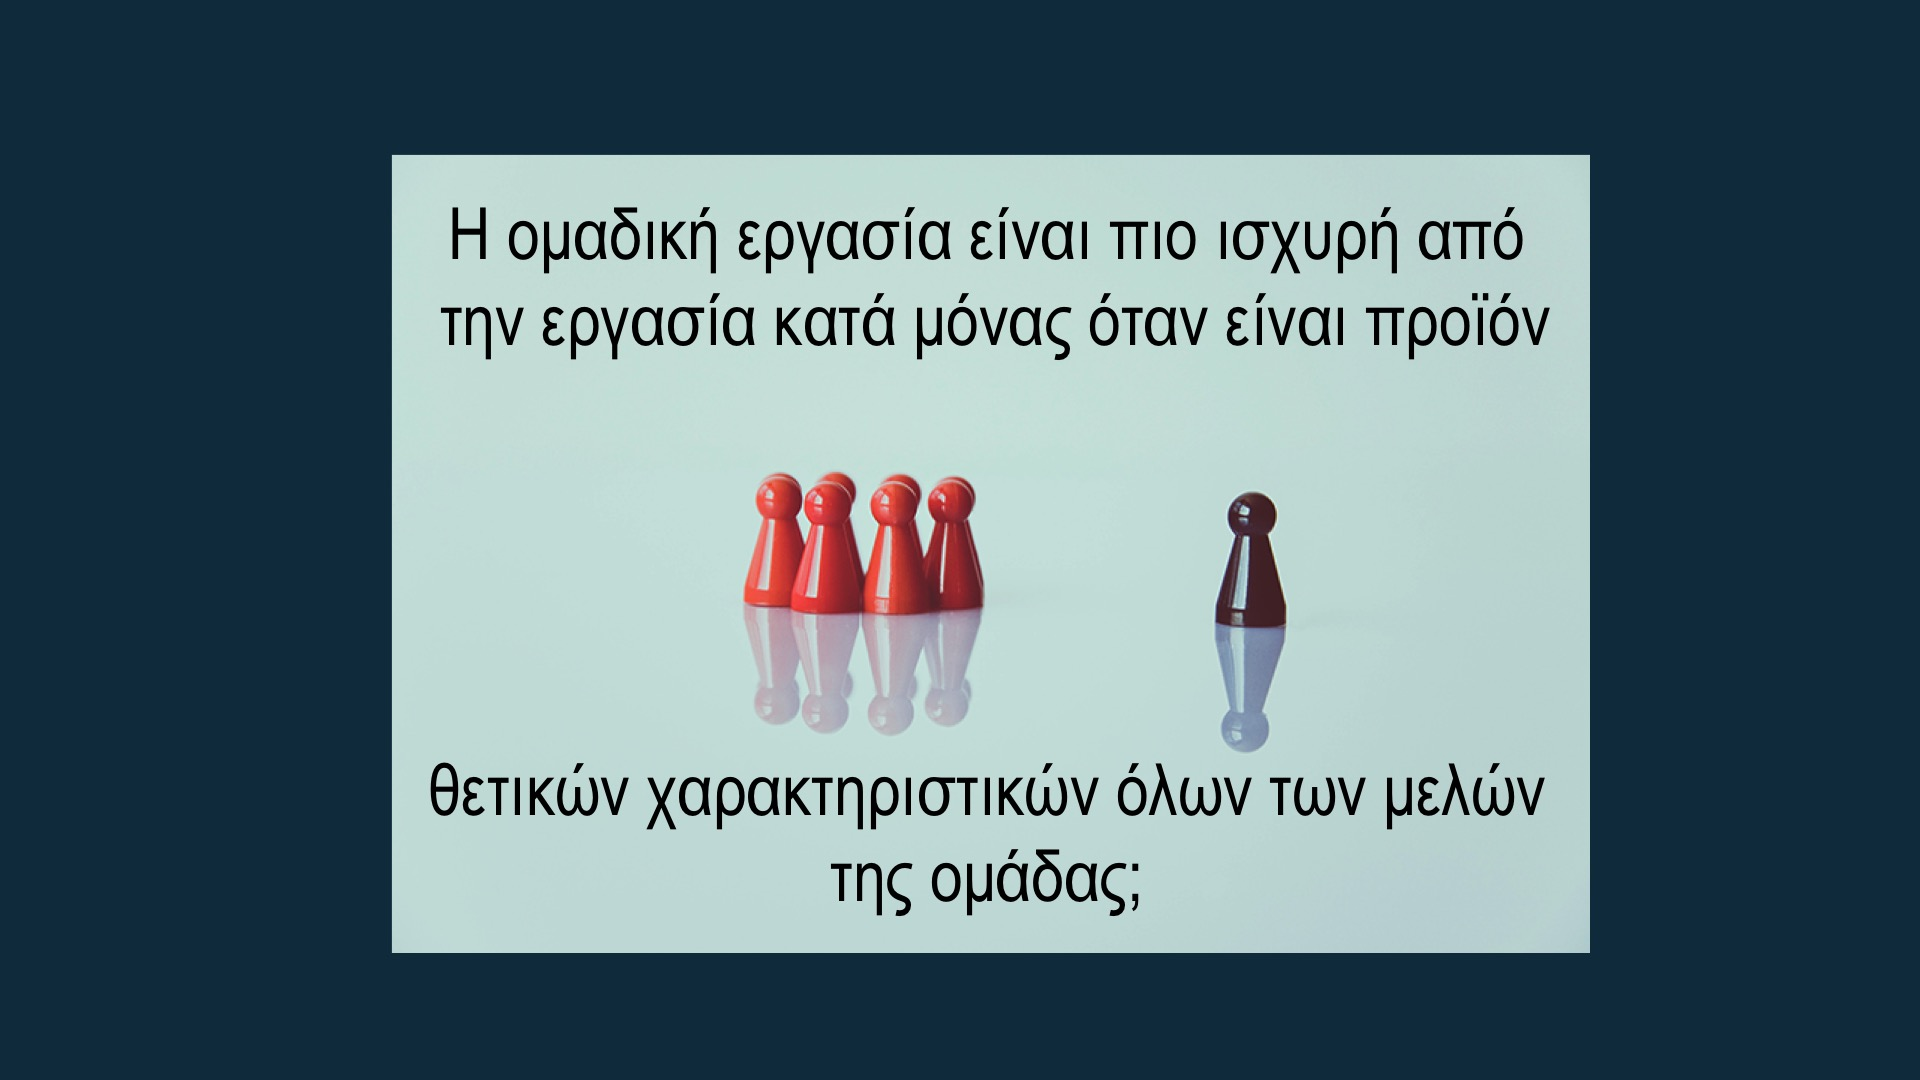 Η ομαδική εργασία είναι πιο ισχυρή από
την εργασία κατά μόνας όταν είναι προϊόν
θετικών χαρακτηριστικών όλων των μελών
της ομάδας;